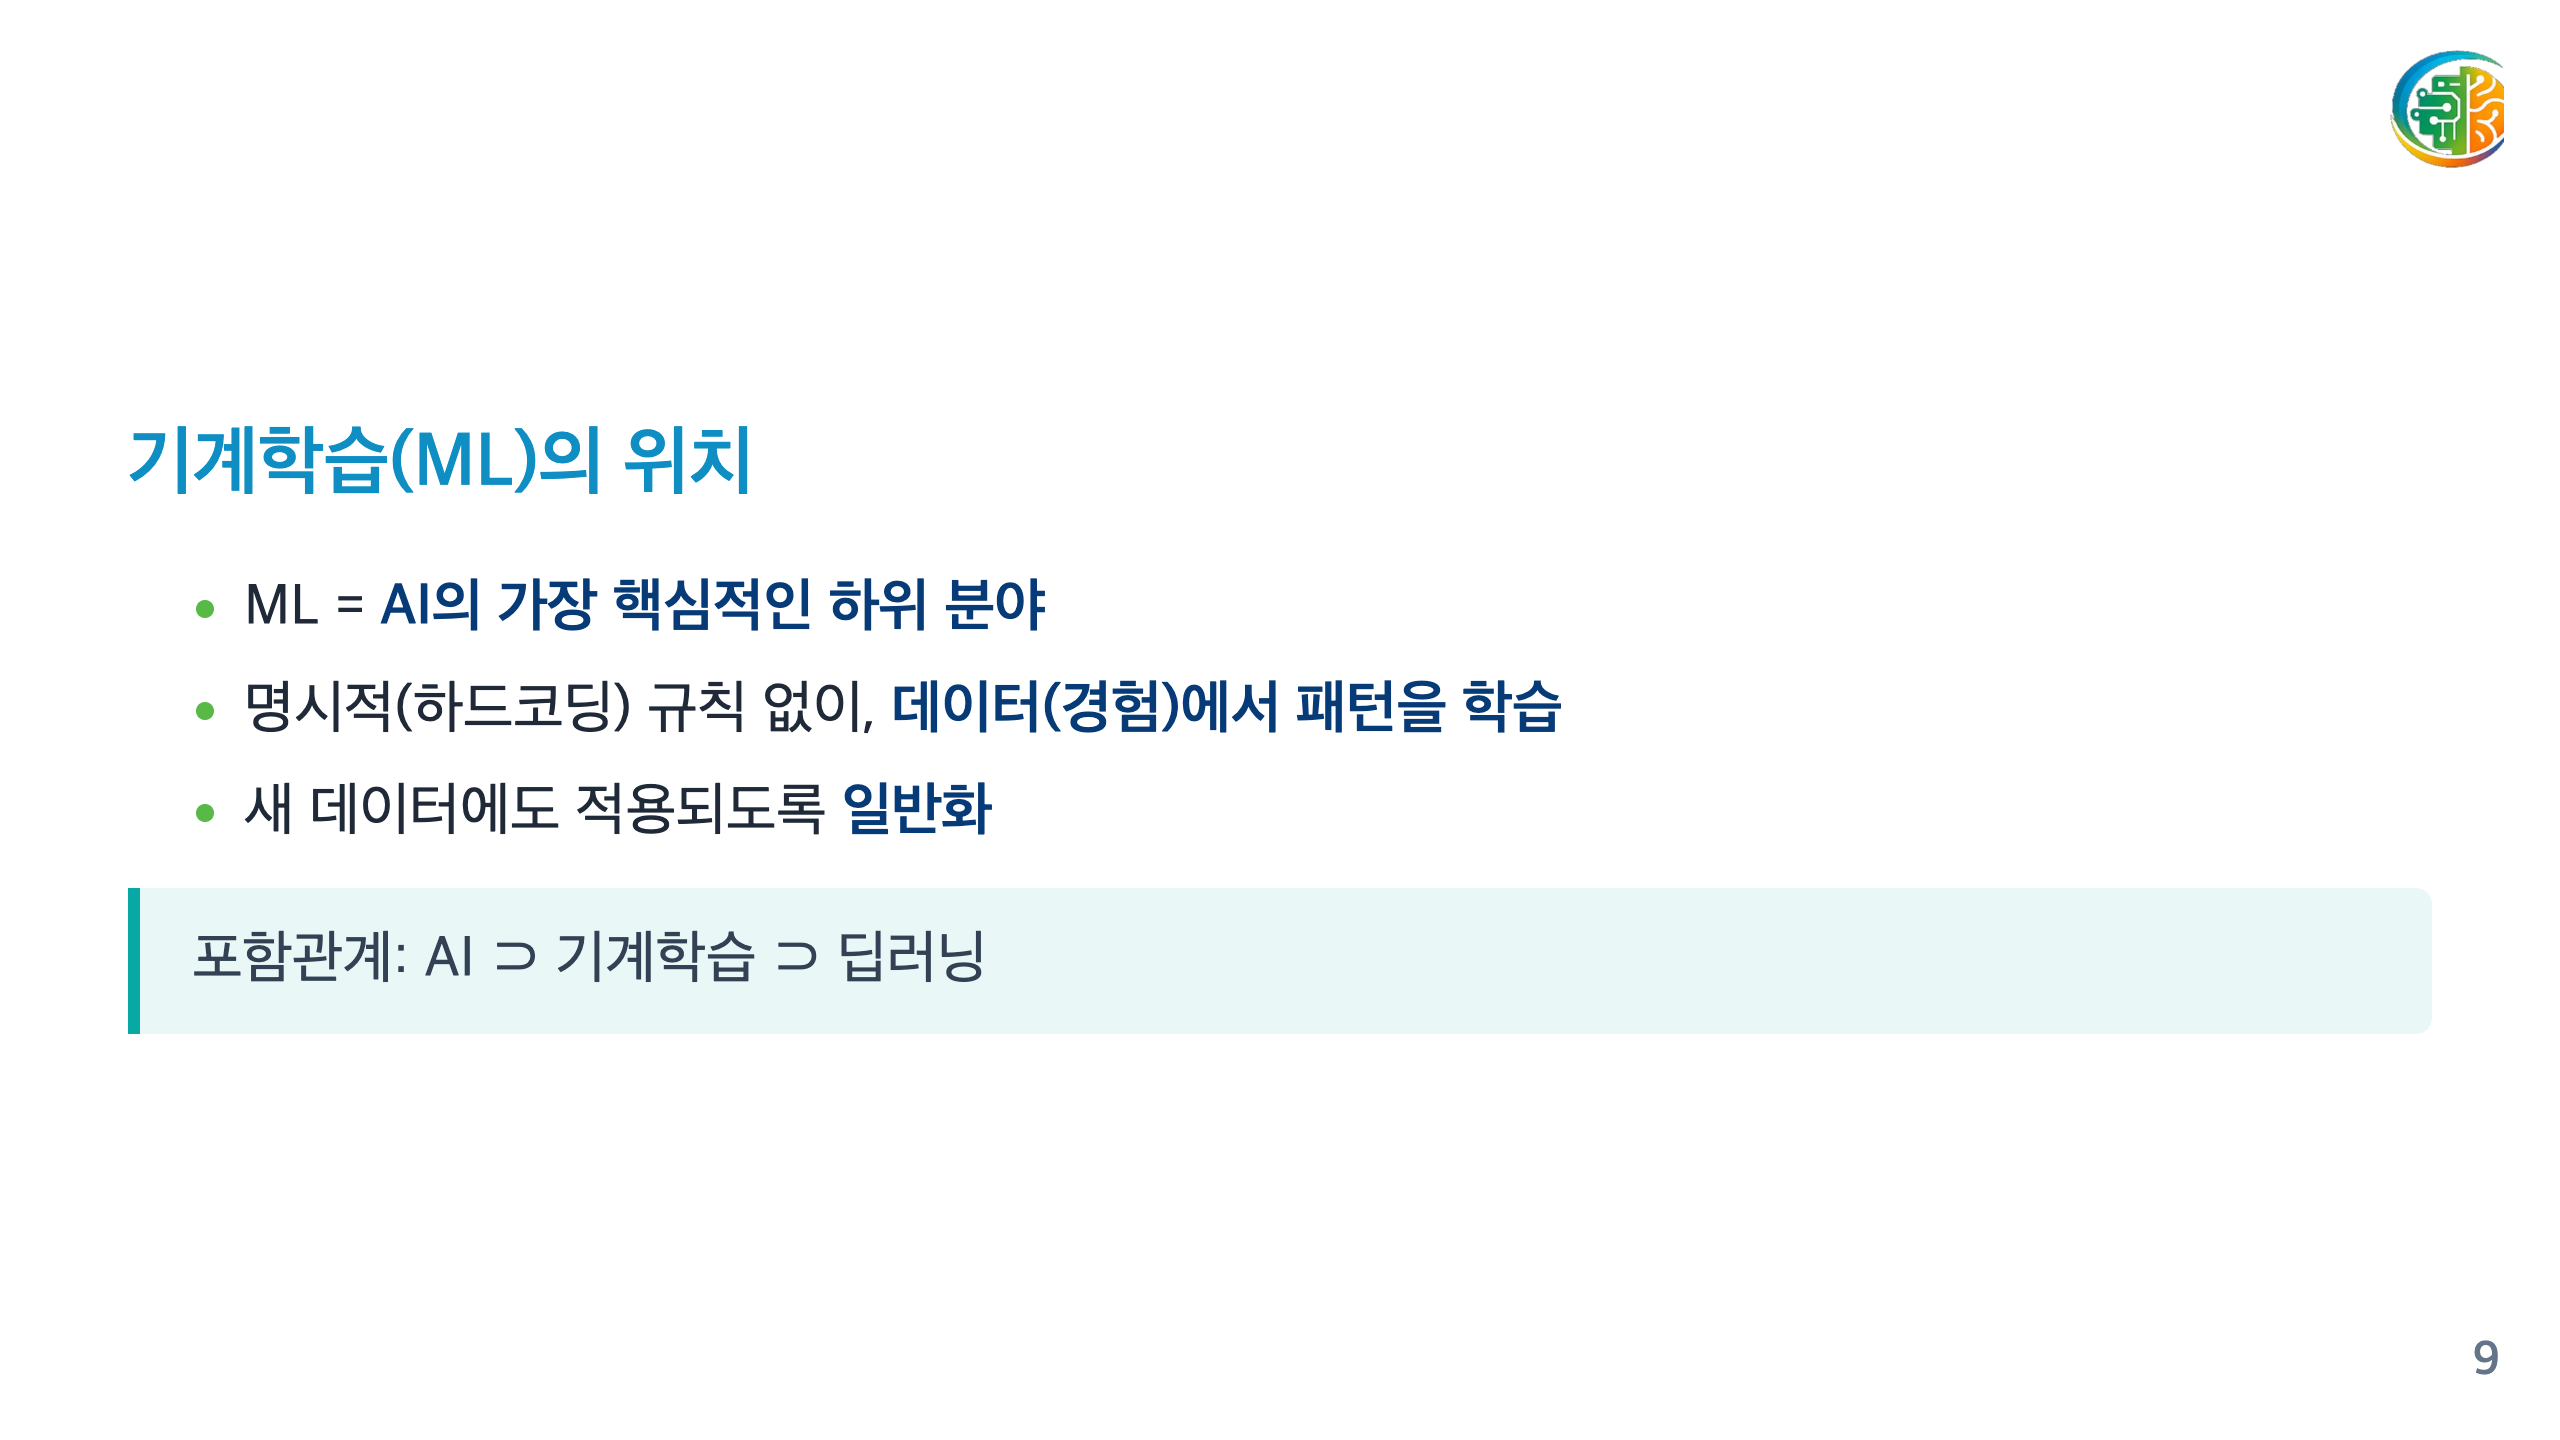 기계학습(ML)의 위치
• ML = AI의 가장 핵심적인 하위 분야
• 명시적(하드코딩) 규칙 없이, 데이터(경험)에서 패턴을 학습
• 새 데이터에도 적용되도록 일반화
포함관계: AI ⊃ 기계학습 ⊃ 딥러닝
9